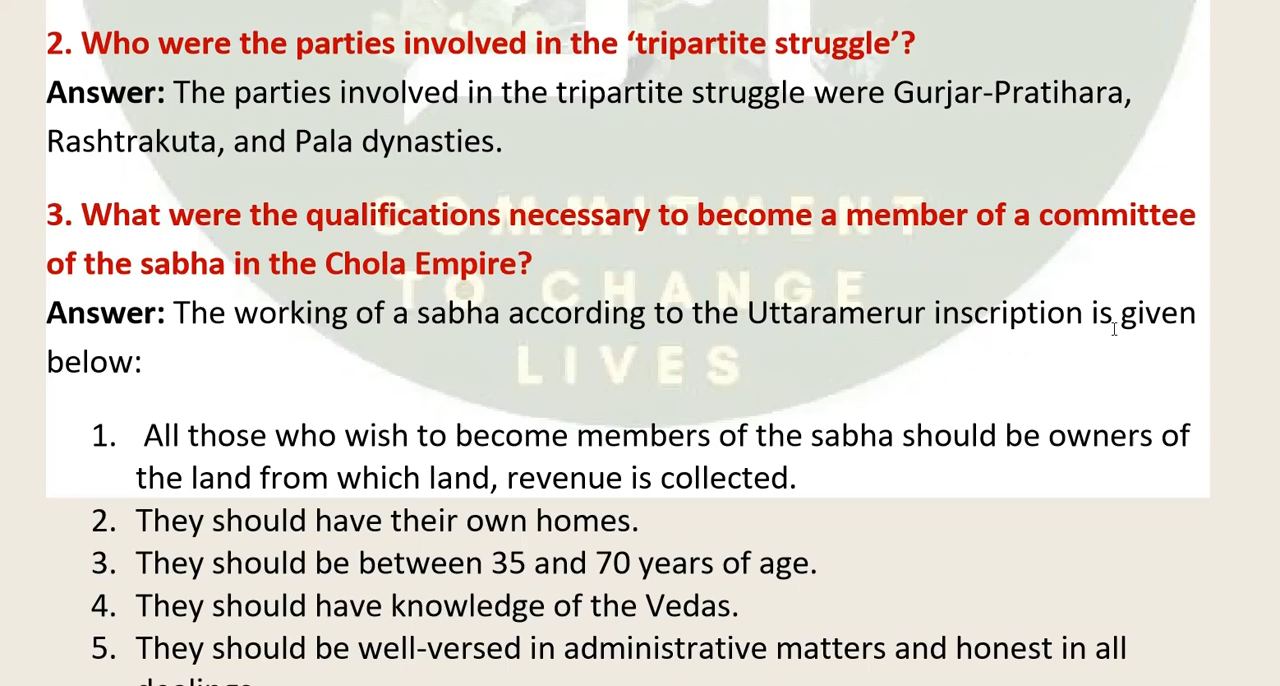 2. Who were the parties involved in the ‘tripartite struggle’?
Answer: The parties involved in the tripartite struggle were Gurjar-Pratihara,
Rashtrakuta, and Pala dynasties.
3. What were the qualifications necessary to become a member of a committee
of the sabha in the Chola Empire?
Answer: The working of a sabha according to the Uttaramerur inscription is given
below:
COMMITMENT
TO CHANGE
LIVES
1. All those who wish to become members of the sabha should be owners of
the land from which land, revenue is collected.
2. They should have their own homes.
3. They should be between 35 and 70 years of age.
4. They should have knowledge of the Vedas.
5. They should be well-versed in administrative matters and honest in all